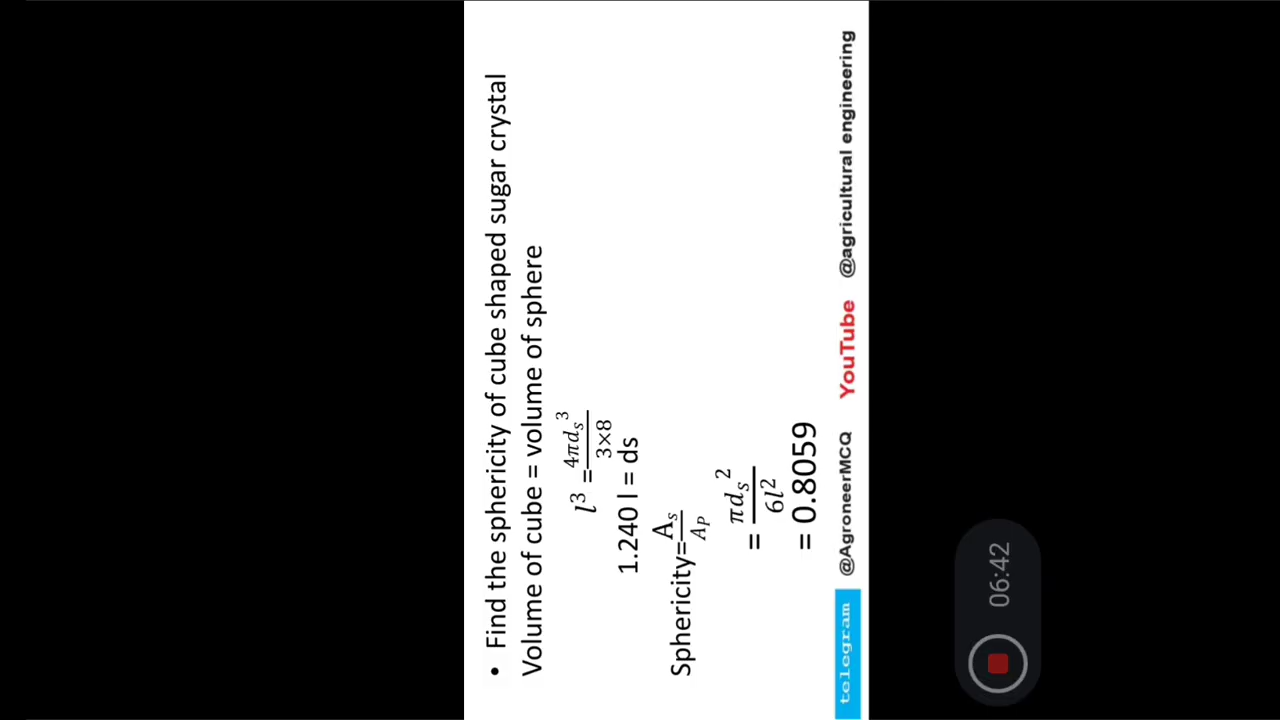 • Find the sphericity of cube shaped sugar crystal
Volume of cube = volume of sphere
l³ = 4πdₛ³/3×8
1.240 l = ds
Sphericity=Aₛ/A_P
= πdₛ²/6l²
= 0.8059
telegram @AgroneerMCQ YouTube @agricultural engineering
06:42